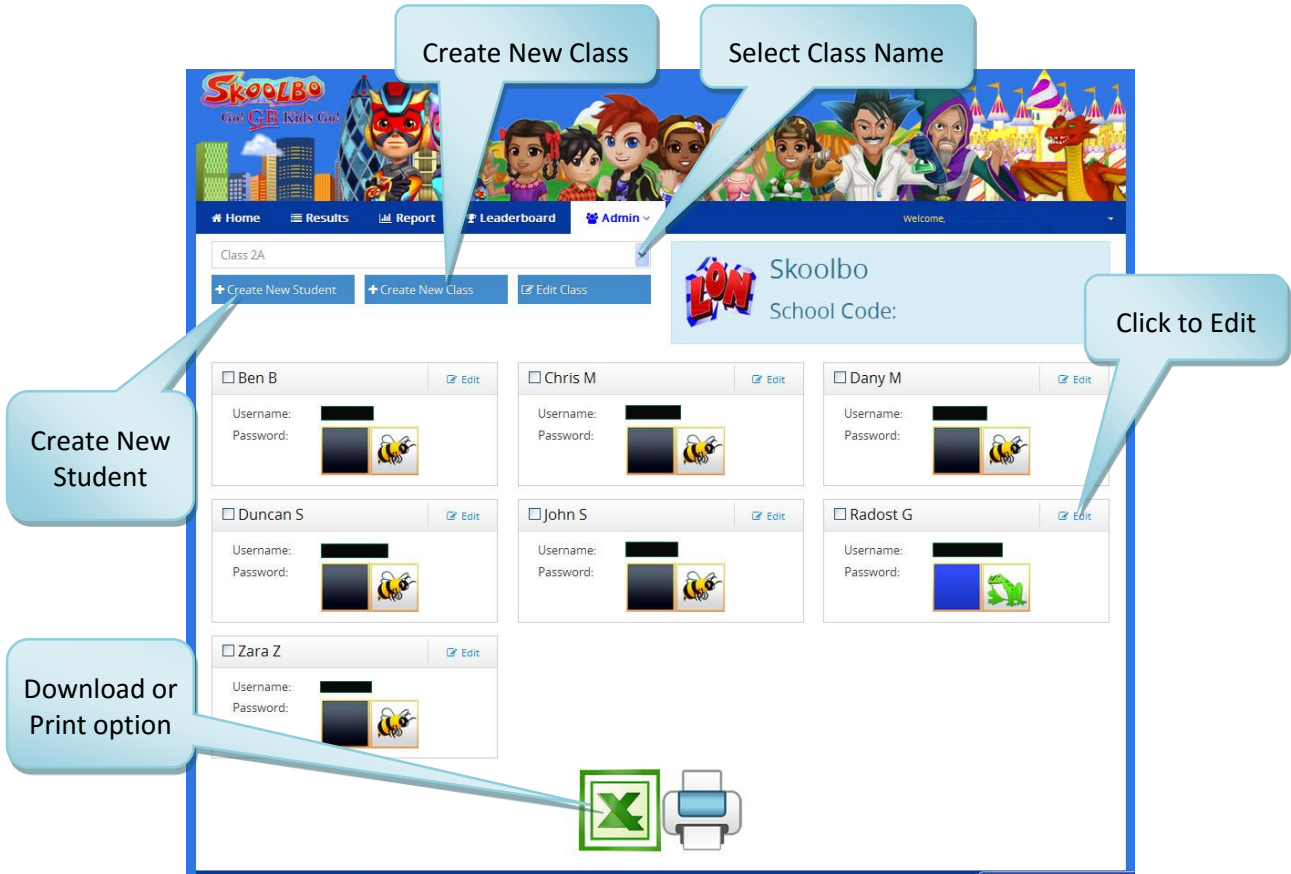 Create New Class
Select Class Name
SKOOLBO
Go! GB Kids Go!
Home Results Report Leaderboard Admin
Welcome,
Class 2A
Create New Student Create New Class Edit Class
LON
Skoolbo
School Code:
Click to Edit
Ben B Edit
Username:
Password:
Chris M Edit
Username:
Password:
Dany M Edit
Username:
Password:
Create New
Student
Duncan S Edit
Username:
Password:
John S Edit
Username:
Password:
Radost G Edit
Username:
Password:
Zara Z Edit
Username:
Password:
Download or
Print option